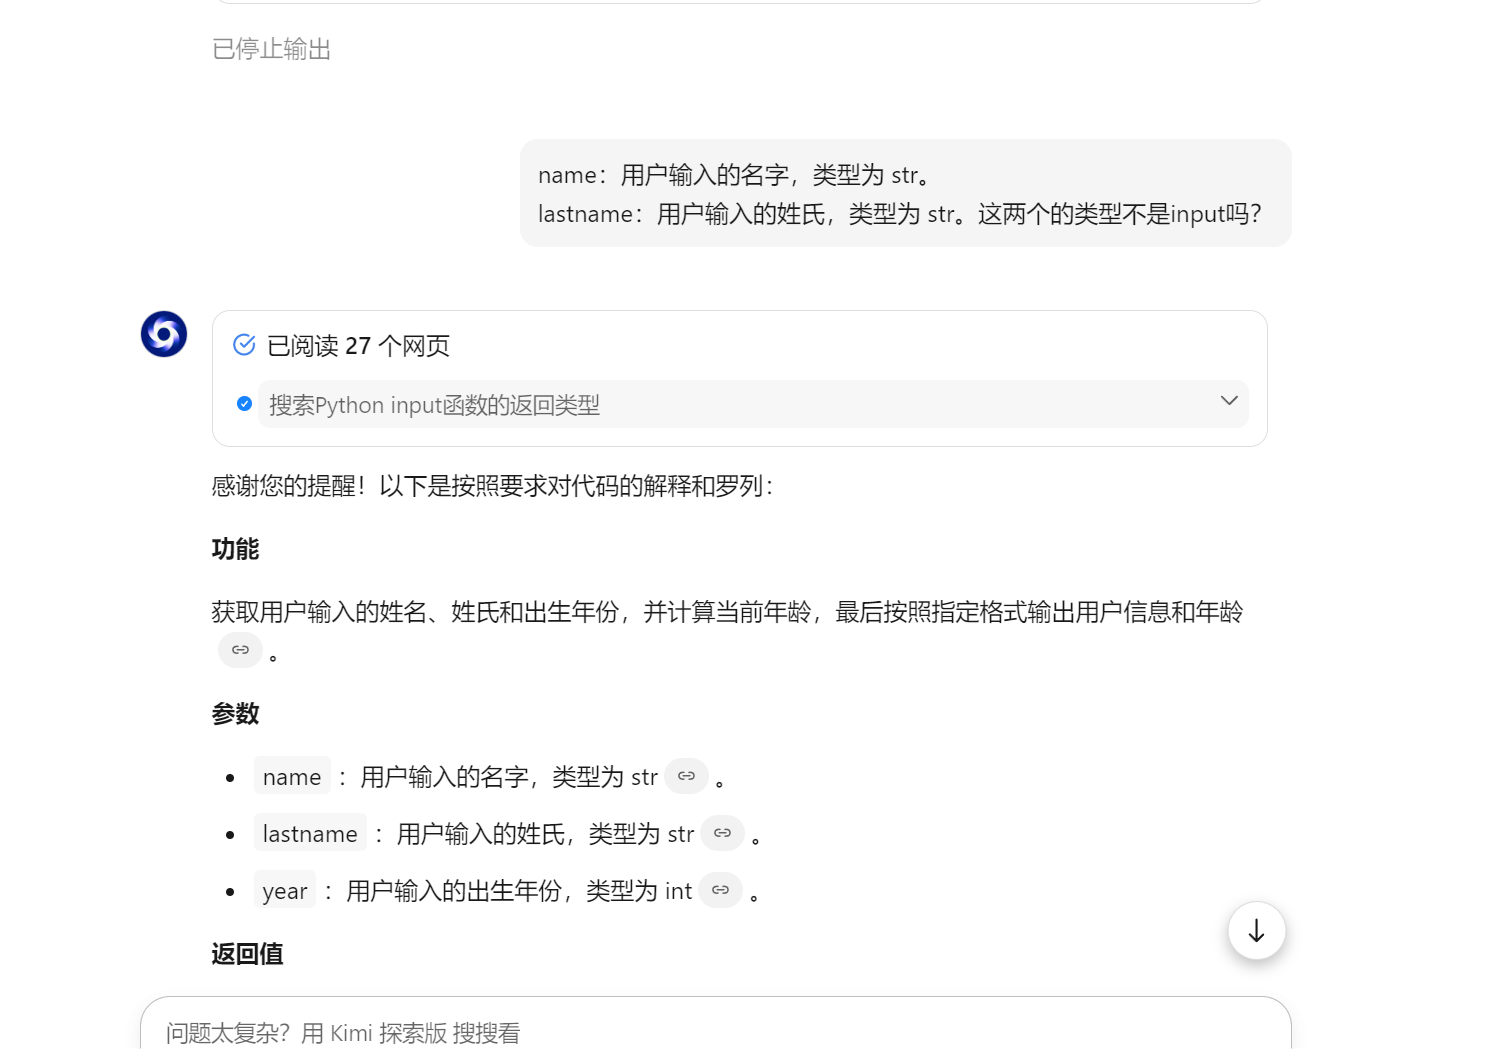 已停止输出
name：用户输入的名字，类型为 str。
lastname：用户输入的姓氏，类型为 str。这两个的类型不是input吗？
已阅读 27 个网页
搜索Python input函数的返回类型
感谢您的提醒！以下是按照要求对代码的解释和罗列：
功能
获取用户输入的姓名、姓氏和出生年份，并计算当前年龄，最后按照指定格式输出用户信息和年龄
。
参数
name ：用户输入的名字，类型为 str 。
lastname ：用户输入的姓氏，类型为 str 。
year ：用户输入的出生年份，类型为 int 。
返回值
问题太复杂？用 Kimi 探索版 搜搜看